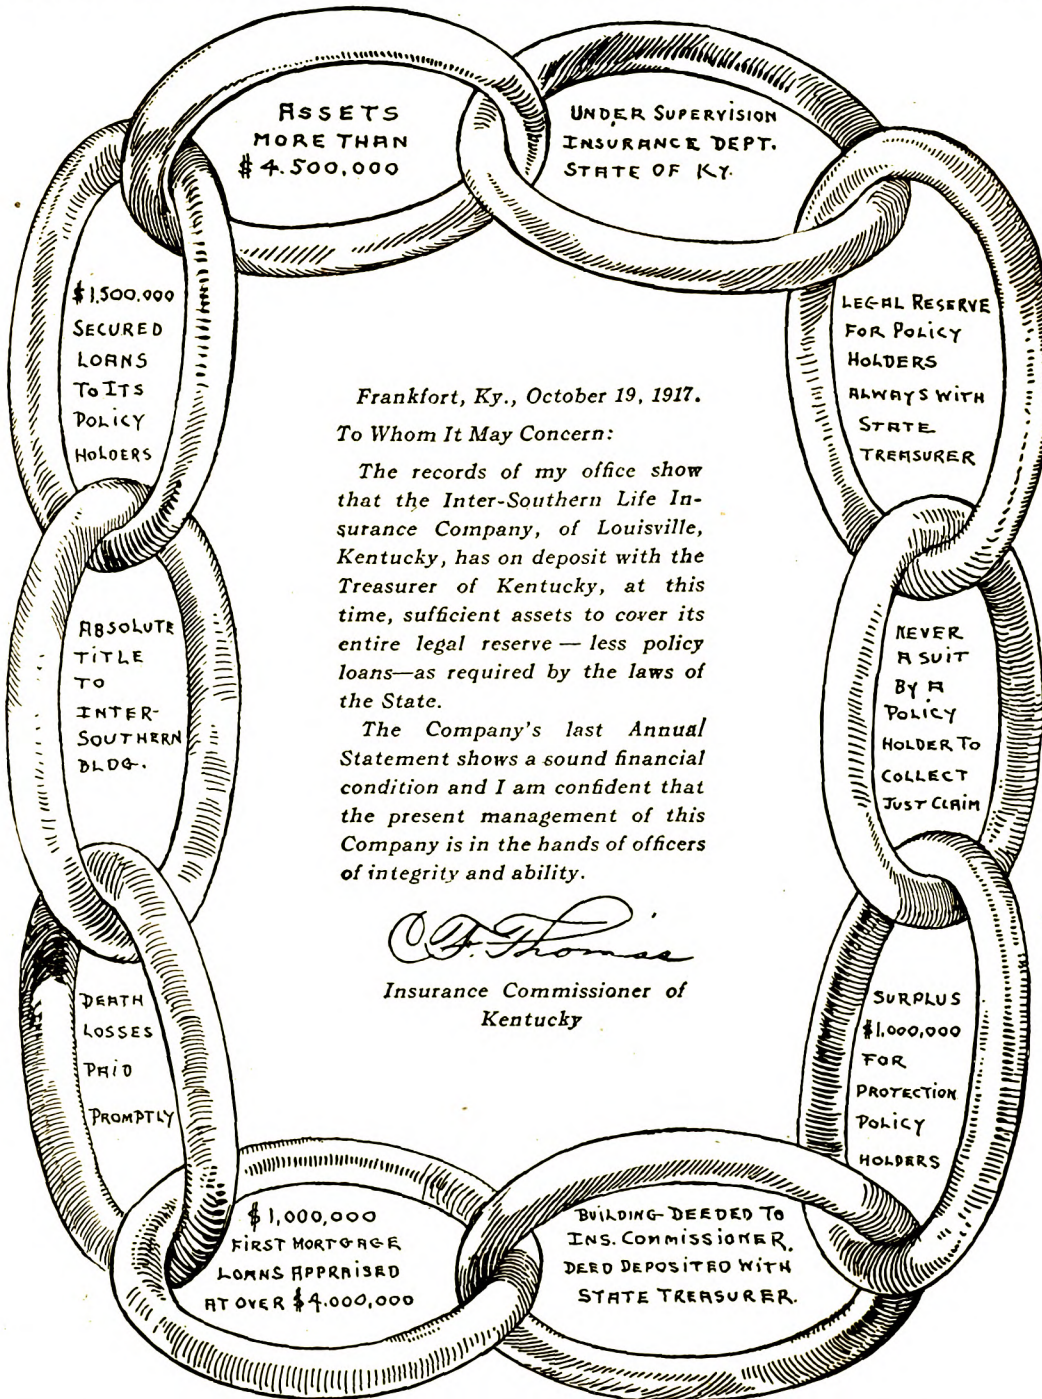 ASSETS
MORE THAN
$4.500,000
UNDER SUPERVISION
INSURANCE DEPT.
STATE OF KY.
LEGAL RESERVE
FOR POLICY
HOLDERS
ALWAYS WITH
STATE
TREASURER
NEVER
A SUIT
BY A
POLICY
HOLDER TO
COLLECT
JUST CLAIM
SURPLUS
$1,000,000
FOR
PROTECTION
POLICY
HOLDERS
BUILDING DEEDED TO
INS. COMMISSIONER.
DEED DEPOSITED WITH
STATE TREASURER.
$1,000,000
FIRST MORTGAGE
LOANS APPRAISED
AT OVER $4.000,000
DEATH
LOSSES
PAID
PROMPTLY
ABSOLUTE
TITLE
TO
INTER-
SOUTHERN
BLDG.
$1,500.000
SECURED
LOANS
TO ITS
POLICY
HOLDERS
Frankfort, Ky., October 19, 1917.
To Whom It May Concern:
The records of my office show
that the Inter-Southern Life In-
surance Company, of Louisville,
Kentucky, has on deposit with the
Treasurer of Kentucky, at this
time, sufficient assets to cover its
entire legal reserve — less policy
loans—as required by the laws of
the State.
The Company's last Annual
Statement shows a sound financial
condition and I am confident that
the present management of this
Company is in the hands of officers
of integrity and ability.
C. F. Thomas
Insurance Commissioner of
Kentucky